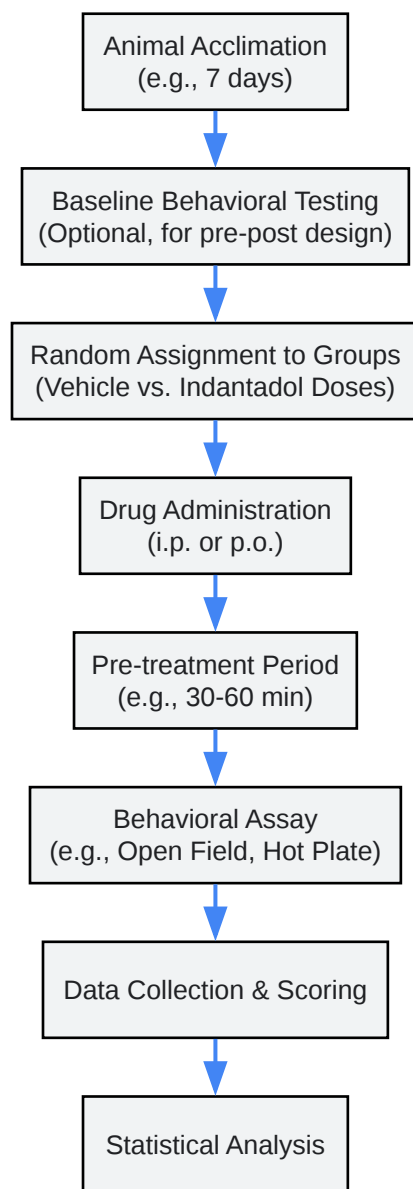 Animal Acclimation
(e.g., 7 days)
Baseline Behavioral Testing
(Optional, for pre-post design)
Random Assignment to Groups
(Vehicle vs. Indantadol Doses)
Drug Administration
(i.p. or p.o.)
Pre-treatment Period
(e.g., 30-60 min)
Behavioral Assay
(e.g., Open Field, Hot Plate)
Data Collection & Scoring
Statistical Analysis